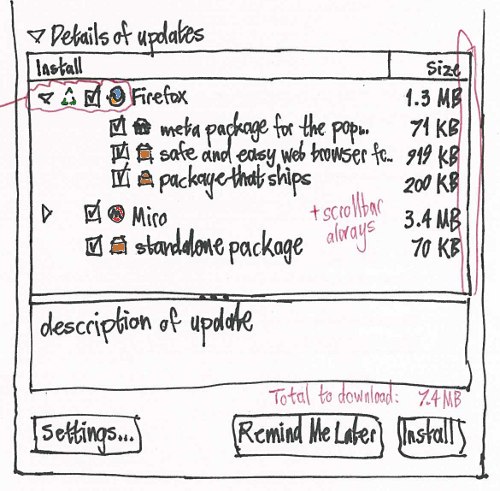 Details of updates
Install Size
Firefox 1.3 MB
meta package for the pop... 71 KB
safe and easy web browser fc.. 919 KB
package that ships 200 KB
Miro 3.4 MB
+ scrollbar always
standalone package 70 KB
description of update
Total to download: 7.4 MB
Settings... Remind Me Later Install